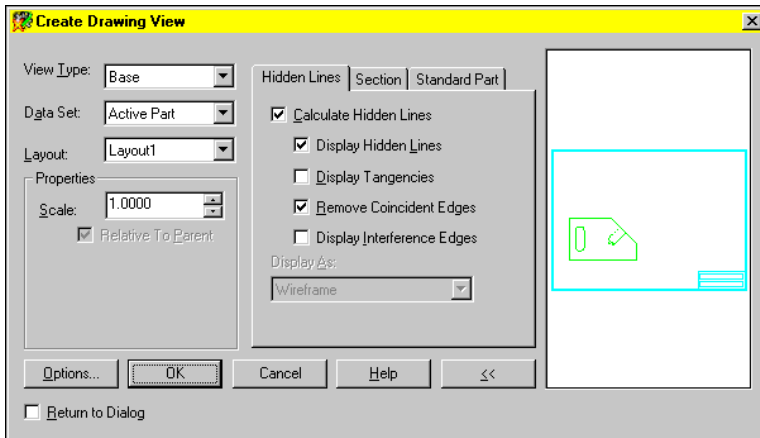 Create Drawing View
View Type:
Base
Data Set:
Active Part
Layout:
Layout1
Properties
Scale:
1.0000
Relative To Parent
Hidden Lines
Section
Standard Part
Calculate Hidden Lines
Display Hidden Lines
Display Tangencies
Remove Coincident Edges
Display Interference Edges
Display As:
Wireframe
Options...
OK
Cancel
Help
<<
Return to Dialog